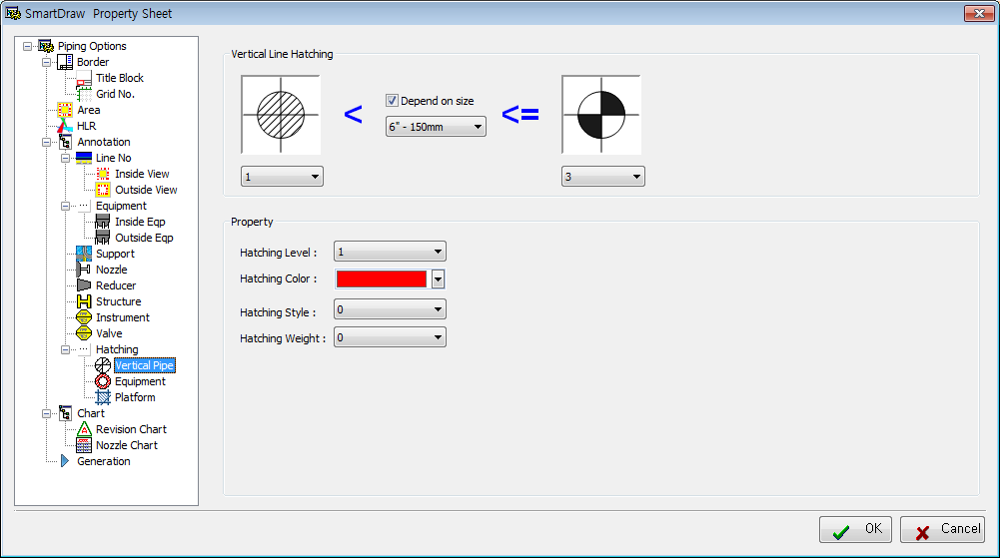 SmartDraw Property Sheet
Piping Options
Border
Title Block
Grid No.
Area
HLR
Annotation
Line No
Inside View
Outside View
Equipment
Inside Eqp
Outside Eqp
Support
Nozzle
Reducer
Structure
Instrument
Valve
Hatching
Vertical Pipe
Equipment
Platform
Chart
Revision Chart
Nozzle Chart
Generation
Vertical Line Hatching
< Depend on size <=
6" - 150mm
1 3
Property
Hatching Level : 1
Hatching Color :
Hatching Style : 0
Hatching Weight : 0
OK Cancel